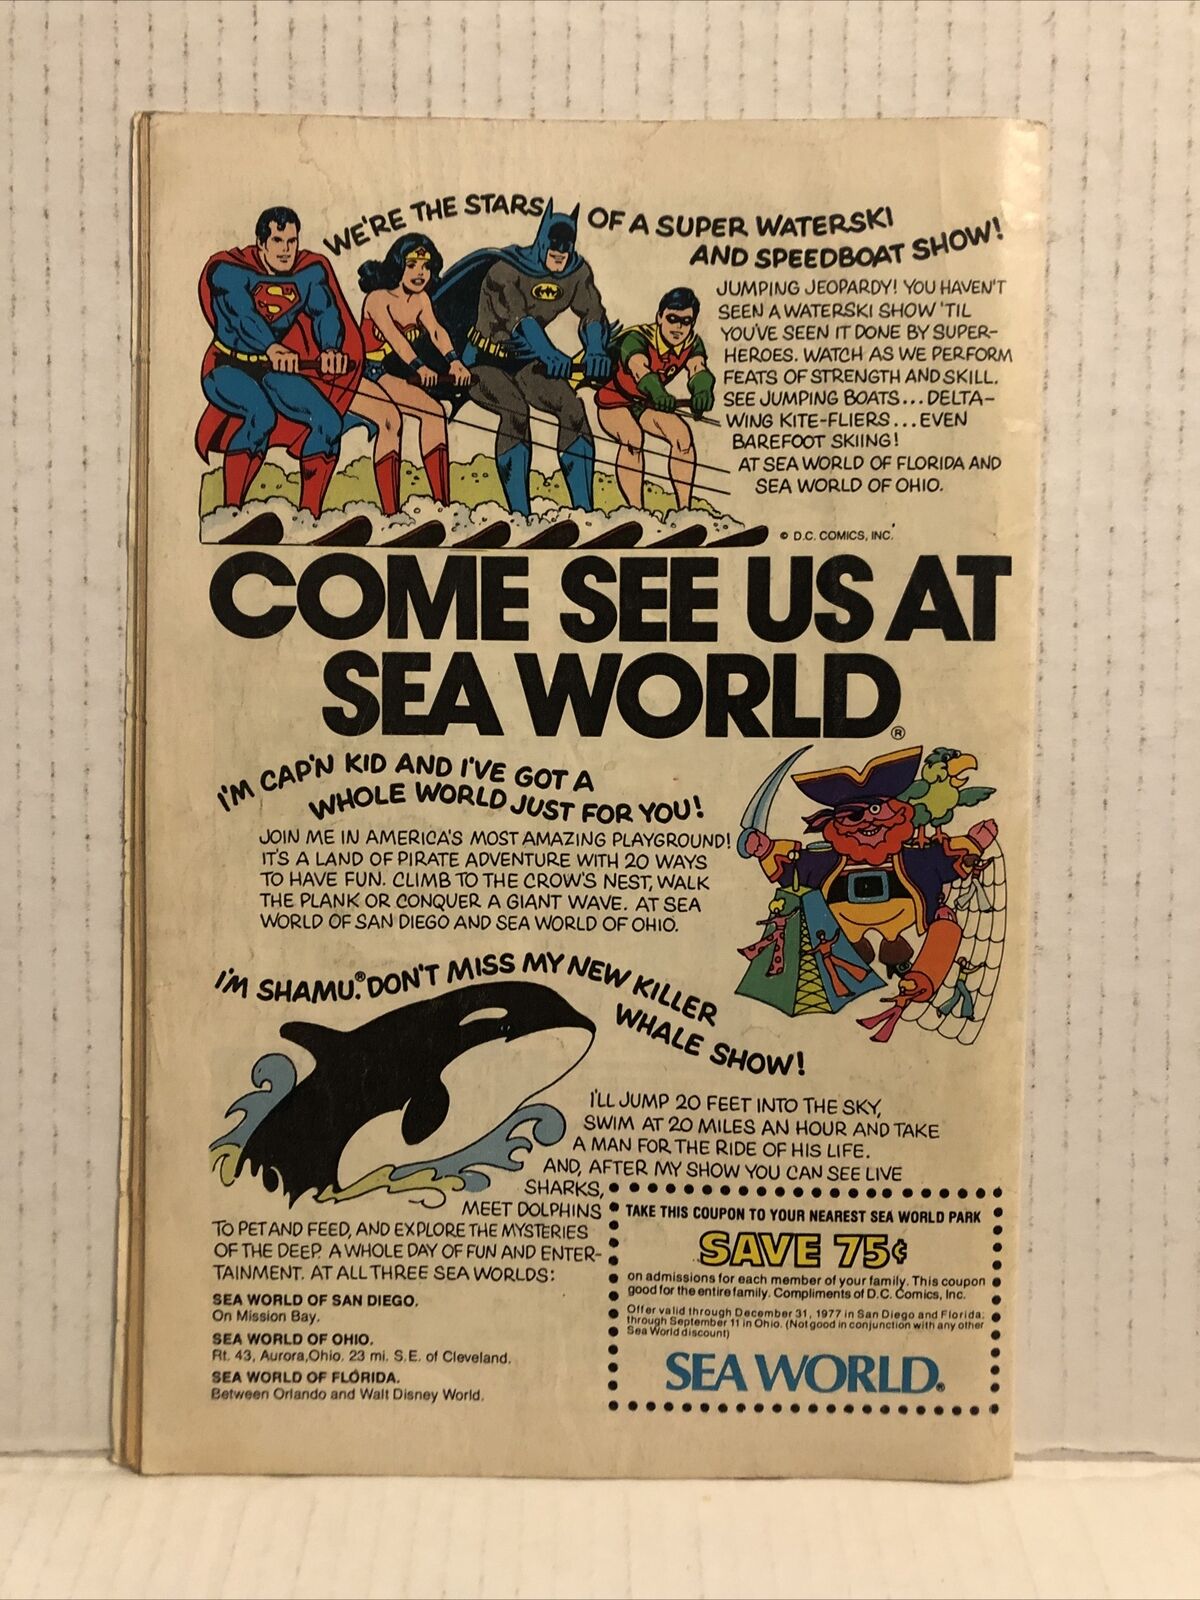 WE'RE THE STARS OF A SUPER WATERSKI
AND SPEEDBOAT SHOW!
JUMPING JEOPARDY! YOU HAVEN'T
SEEN A WATERSKI SHOW 'TIL
YOU'VE SEEN IT DONE BY SUPER-
HEROES. WATCH AS WE PERFORM
FEATS OF STRENGTH AND SKILL.
SEE JUMPING BOATS... DELTA-
WING KITE-FLIERS... EVEN
BAREFOOT SKIING!
AT SEA WORLD OF FLORIDA AND
SEA WORLD OF OHIO.
© D.C. COMICS, INC.
COME SEE US AT
SEA WORLD®
I'M CAP'N KID AND I'VE GOT A
WHOLE WORLD JUST FOR YOU!
JOIN ME IN AMERICA'S MOST AMAZING PLAYGROUND!
IT'S A LAND OF PIRATE ADVENTURE WITH 20 WAYS
TO HAVE FUN. CLIMB TO THE CROW'S NEST, WALK
THE PLANK OR CONQUER A GIANT WAVE. AT SEA
WORLD OF SAN DIEGO AND SEA WORLD OF OHIO.
I'M SHAMU.® DON'T MISS MY NEW KILLER
WHALE SHOW!
I'LL JUMP 20 FEET INTO THE SKY,
SWIM AT 20 MILES AN HOUR AND TAKE
A MAN FOR THE RIDE OF HIS LIFE.
AND, AFTER MY SHOW YOU CAN SEE LIVE
SHARKS,
MEET DOLPHINS
TO PET AND FEED, AND EXPLORE THE MYSTERIES
OF THE DEEP. A WHOLE DAY OF FUN AND ENTER-
TAINMENT. AT ALL THREE SEA WORLDS:
SEA WORLD OF SAN DIEGO.
On Mission Bay.
SEA WORLD OF OHIO.
Rt. 43, Aurora, Ohio. 23 mi. S.E. of Cleveland.
SEA WORLD OF FLORIDA.
Between Orlando and Walt Disney World.
TAKE THIS COUPON TO YOUR NEAREST SEA WORLD PARK
SAVE 75¢
on admissions for each member of your family. This coupon
good for the entire family. Compliments of D.C. Comics, Inc.
Offer valid through December 31, 1977 in San Diego and Florida;
through September 11 in Ohio. (Not good in conjunction with any other
Sea World discount)
SEA WORLD®